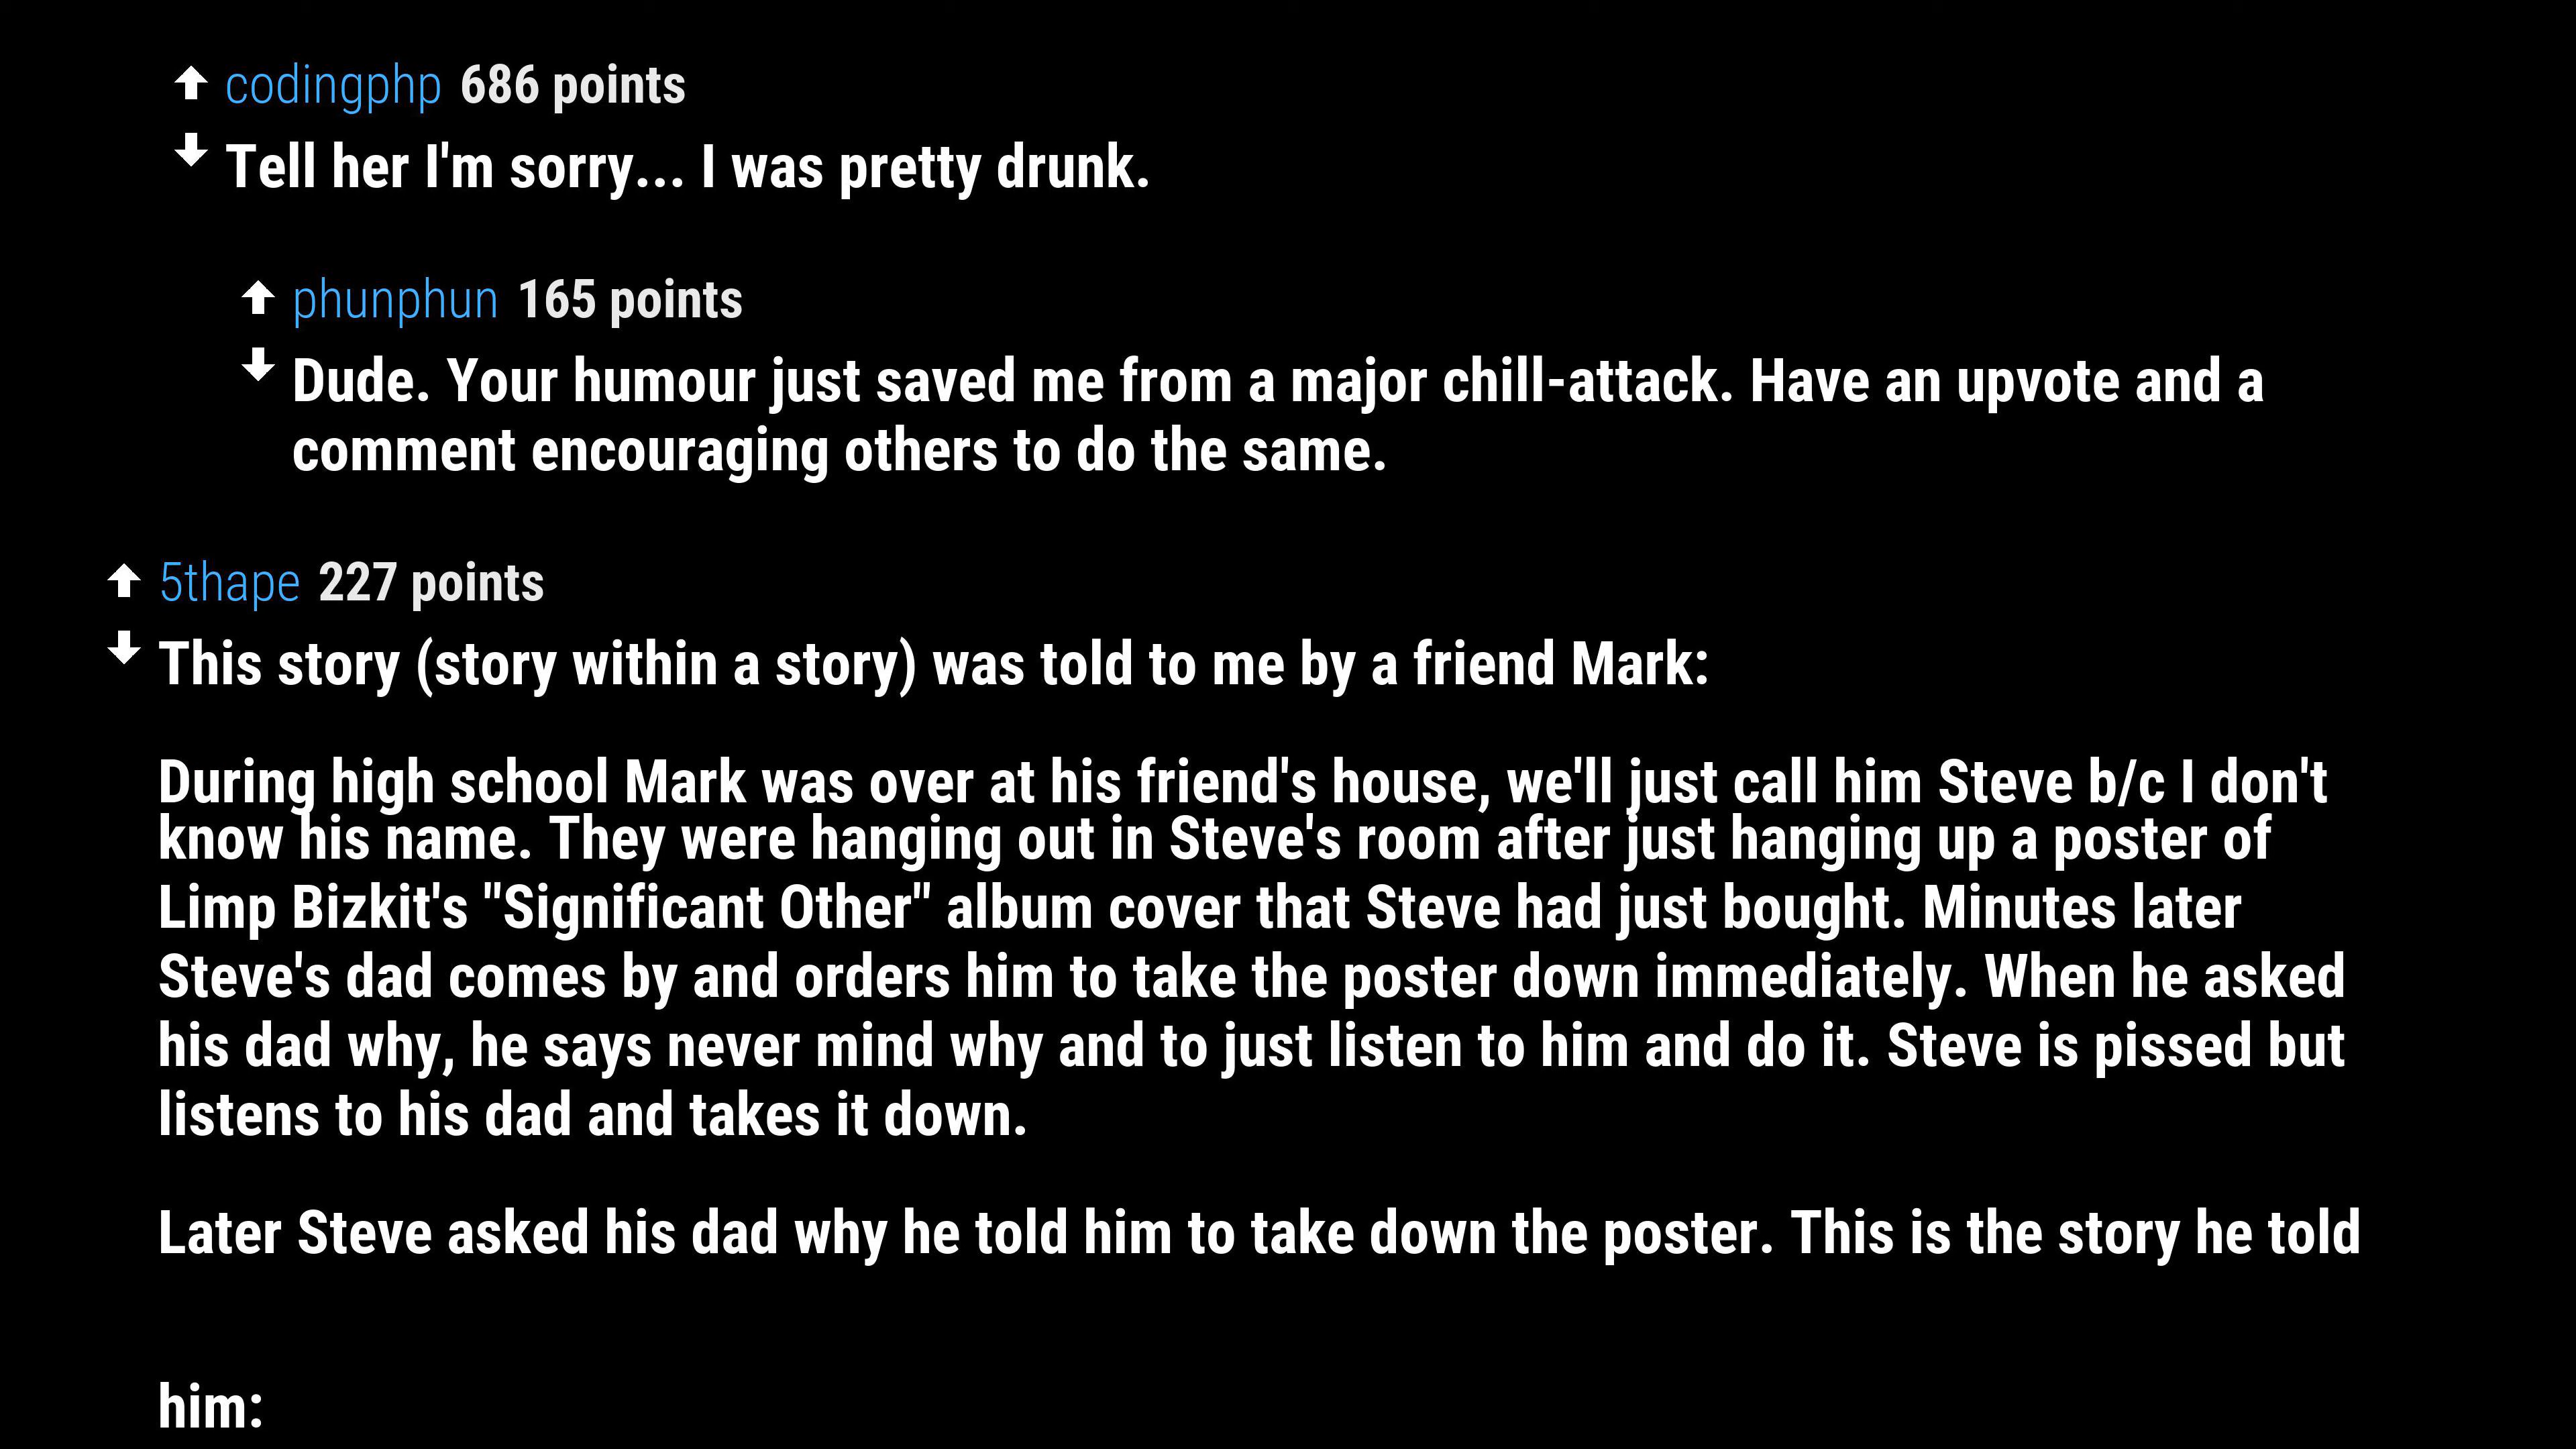 codingphp 686 points
Tell her I'm sorry... I was pretty drunk.
phunphun 165 points
Dude. Your humour just saved me from a major chill-attack. Have an upvote and a
comment encouraging others to do the same.
5thape 227 points
This story (story within a story) was told to me by a friend Mark:
During high school Mark was over at his friend's house, we'll just call him Steve b/c I don't
know his name. They were hanging out in Steve's room after just hanging up a poster of
Limp Bizkit's "Significant Other" album cover that Steve had just bought. Minutes later
Steve's dad comes by and orders him to take the poster down immediately. When he asked
his dad why, he says never mind why and to just listen to him and do it. Steve is pissed but
listens to his dad and takes it down.
Later Steve asked his dad why he told him to take down the poster. This is the story he told
him: